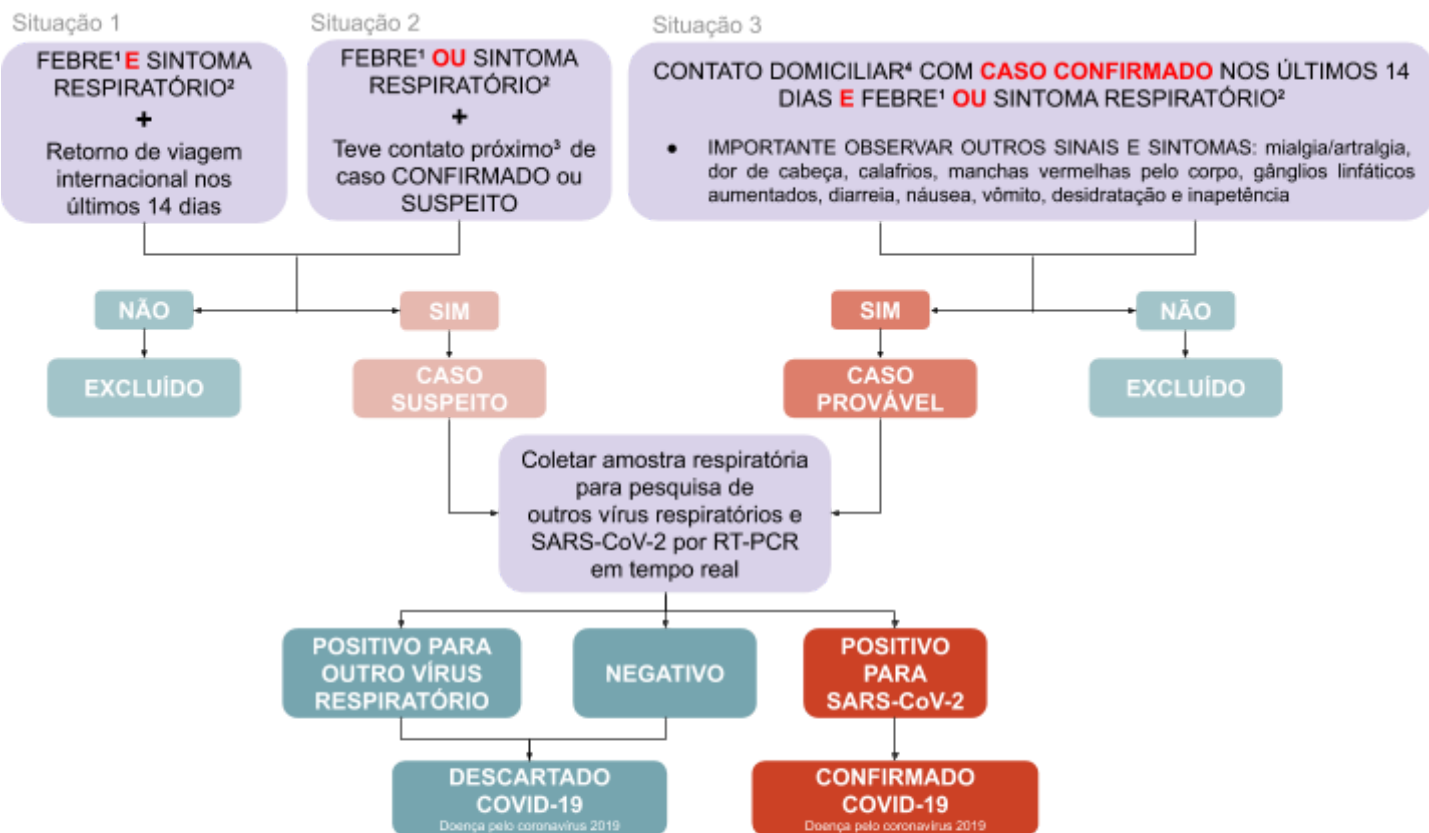 Situação 1
FEBRE¹ E SINTOMA
RESPIRATÓRIO²
+
Retorno de viagem
internacional nos
últimos 14 dias
Situação 2
FEBRE¹ OU SINTOMA
RESPIRATÓRIO²
+
Teve contato próximo³ de
caso CONFIRMADO ou
SUSPEITO
Situação 3
CONTATO DOMICILIAR⁴ COM CASO CONFIRMADO NOS ÚLTIMOS 14
DIAS E FEBRE¹ OU SINTOMA RESPIRATÓRIO²
● IMPORTANTE OBSERVAR OUTROS SINAIS E SINTOMAS: mialgia/artralgia,
dor de cabeça, calafrios, manchas vermelhas pelo corpo, gânglios linfáticos
aumentados, diarreia, náusea, vômito, desidratação e inapetência
NÃO
SIM
SIM
NÃO
EXCLUÍDO
CASO
SUSPEITO
CASO
PROVÁVEL
EXCLUÍDO
Coletar amostra respiratória
para pesquisa de
outros vírus respiratórios e
SARS-CoV-2 por RT-PCR
em tempo real
POSITIVO PARA
OUTRO VÍRUS
RESPIRATÓRIO
NEGATIVO
POSITIVO
PARA
SARS-CoV-2
DESCARTADO
COVID-19
Doença pelo coronavírus 2019
CONFIRMADO
COVID-19
Doença pelo coronavírus 2019